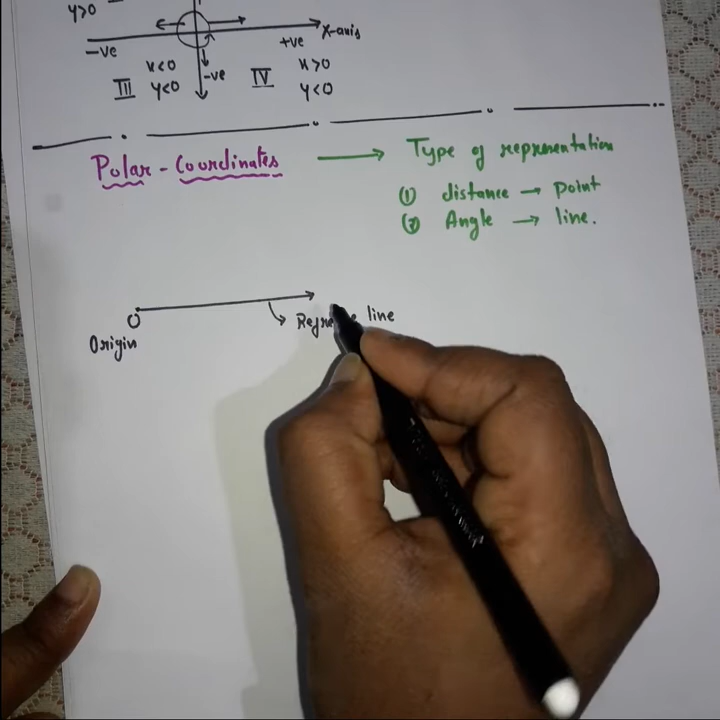 y>0
X-axis
-ve +ve
x<0 -ve x>0
III y<0 IV y<0
Polar-Coordinates → Type of representation
① distance → point
② Angle → line.
O line
Origin